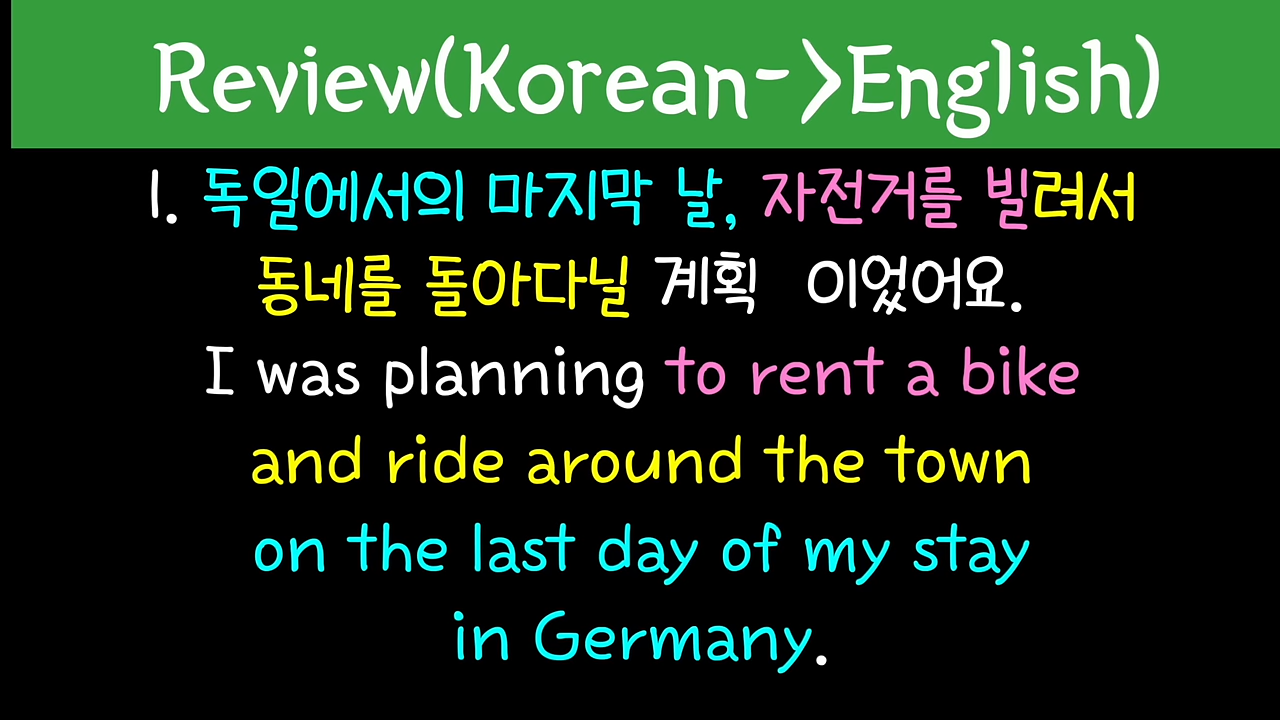 Review(Korean->English)
1. 독일에서의 마지막 날, 자전거를 빌려서
동네를 돌아다닐 계획 이었어요.
I was planning to rent a bike
and ride around the town
on the last day of my stay
in Germany.